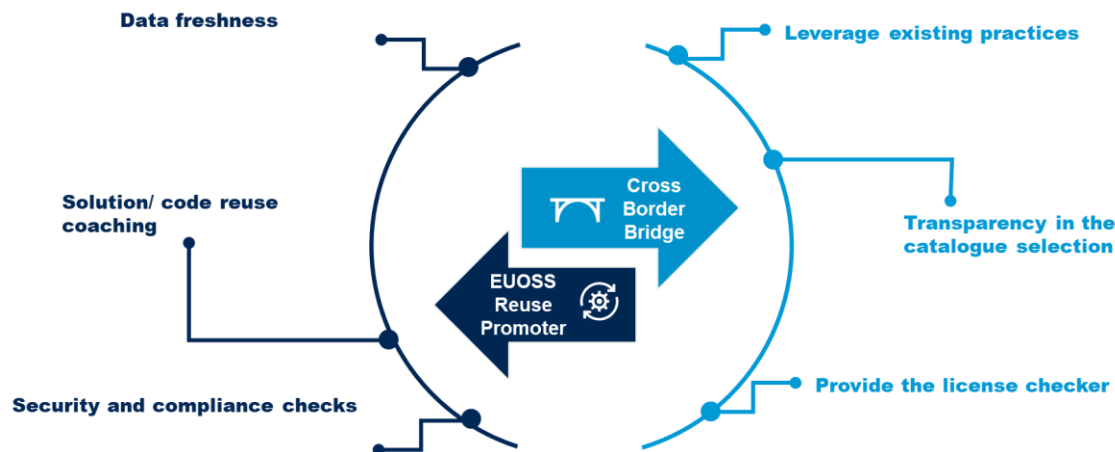 Data freshness
Solution/ code reuse
coaching
Security and compliance checks
Cross
Border
Bridge
EUOSS
Reuse
Promoter
Leverage existing practices
Transparency in the
catalogue selection
Provide the license checker